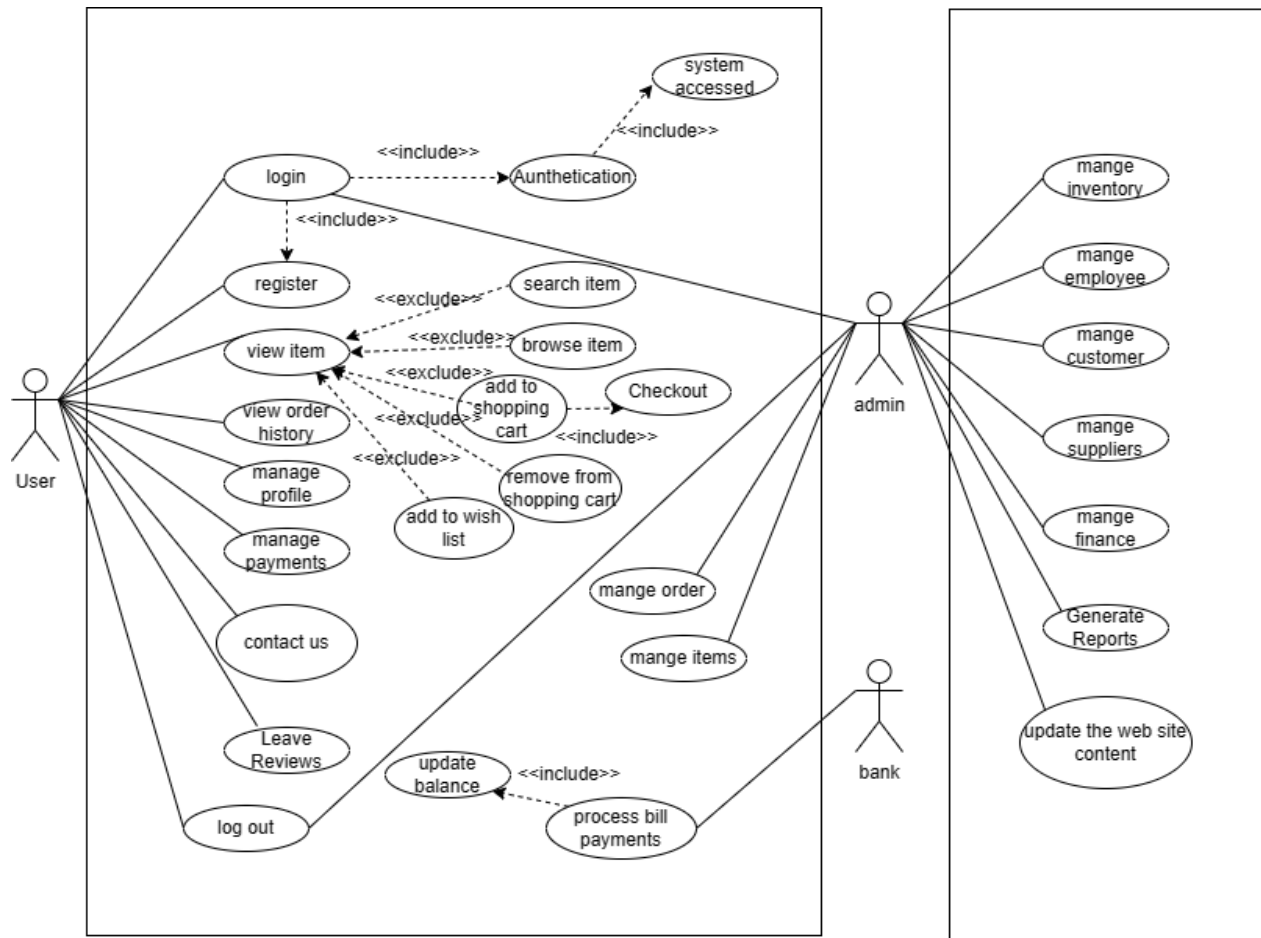 system
accessed
<<include>>
<<include>>
login
Aunthetication
<<include>>
register
search item
<<exclude>>
view item
<<exclude>>
browse item
<<exclude>>
add to
shopping
cart
Checkout
<<include>>
view order
history
<<exclude>>
<<exclude>>
manage
profile
remove from
shopping cart
add to wish
list
manage
payments
contact us
Leave
Reviews
log out
User
mange order
mange items
update
balance
<<include>>
process bill
payments
admin
bank
mange
inventory
mange
employee
mange
customer
mange
suppliers
mange
finance
Generate
Reports
update the web site
content